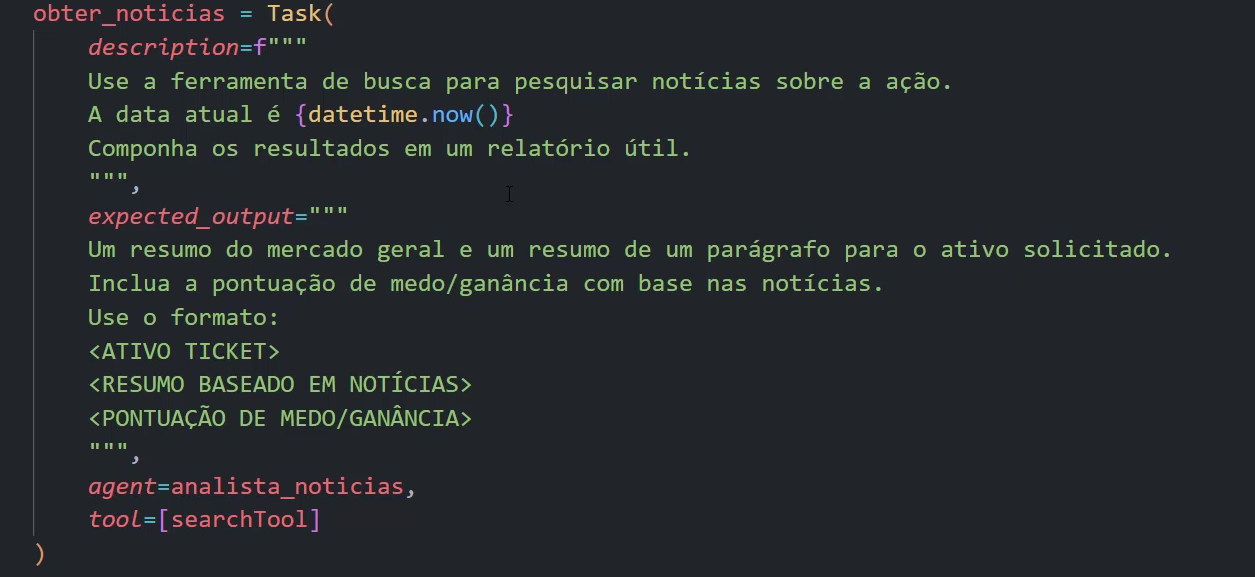 obter_noticias = Task(
description=f"""
Use a ferramenta de busca para pesquisar notícias sobre a ação.
A data atual é {datetime.now()}
Componha os resultados em um relatório útil.
""",
expected_output="""
Um resumo do mercado geral e um resumo de um parágrafo para o ativo solicitado.
Inclua a pontuação de medo/ganância com base nas notícias.
Use o formato:
<ATIVO TICKET>
<RESUMO BASEADO EM NOTÍCIAS>
<PONTUAÇÃO DE MEDO/GANÂNCIA>
""",
agent=analista_noticias,
tool=[searchTool]
)